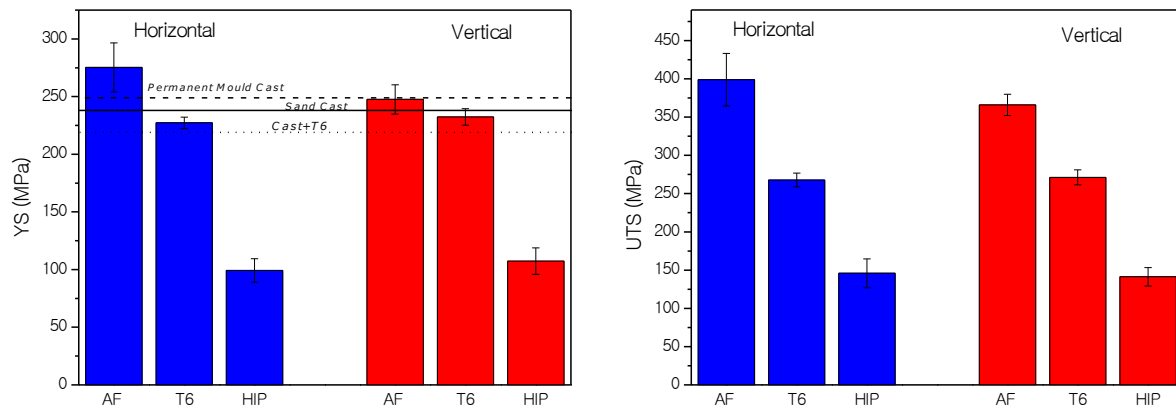 Horizontal
Vertical
300
250
200
150
100
50
0
YS (MPa)
Permanent Mould Cast
Sand Cast
Cast+T6
AF T6 HIP AF T6 HIP
Horizontal
Vertical
450
400
350
300
250
200
150
100
50
0
UTS (MPa)
AF T6 HIP AF T6 HIP